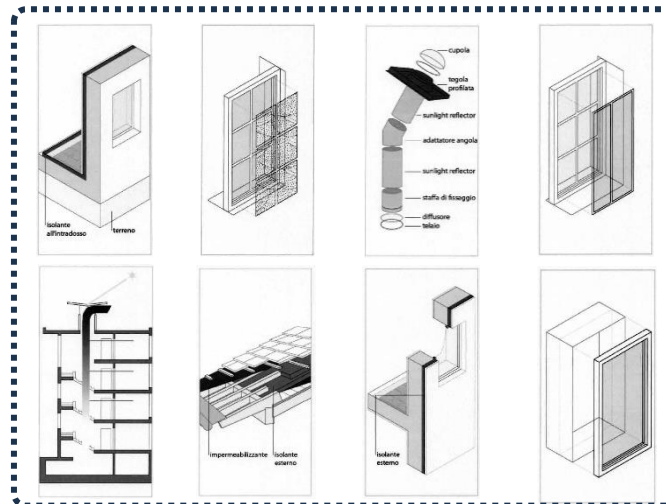 isolante
all'intradosso
terreno
cupola
tegola
profilata
sunlight reflector
adattatore angola
sunlight reflector
staffa di fissaggio
diffusore
telaio
impermeabilizzante
isolante
esterno
isolante
esterno